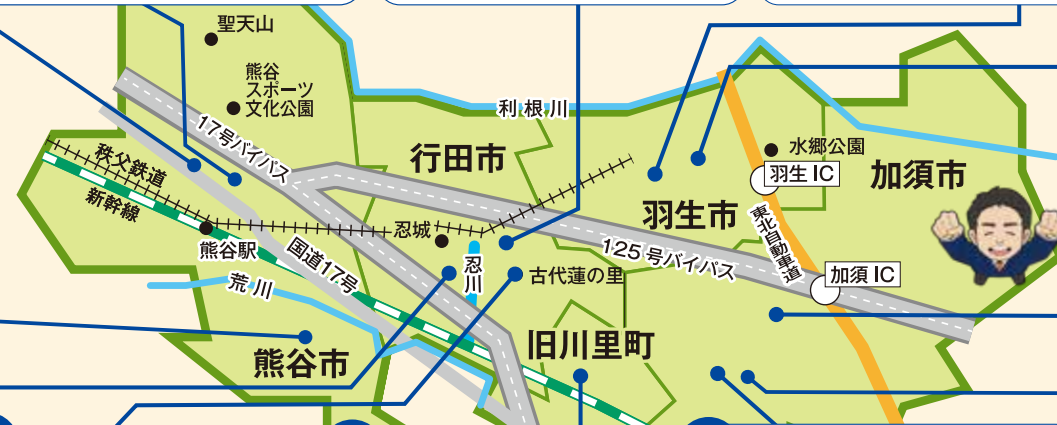 聖天山
熊谷
スポーツ
文化公園
利根川
17号バイパス
行田市
水郷公園
羽生 IC
加須市
秩父鉄道
新幹線
羽生市
東北自動車道
忍城
熊谷駅
国道17号
125号バイパス
忍川
古代蓮の里
加須 IC
荒川
旧川里町
熊谷市